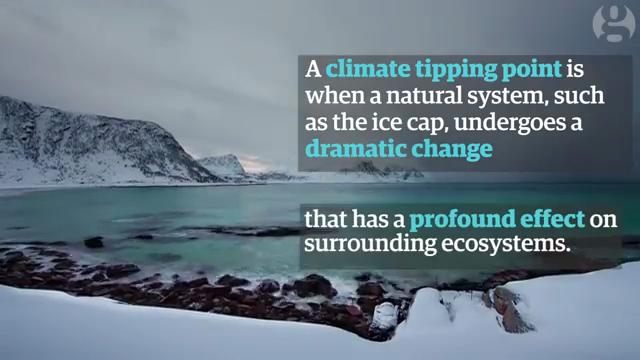 A climate tipping point is
when a natural system, such
as the ice cap, undergoes a
dramatic change
that has a profound effect on
surrounding ecosystems.